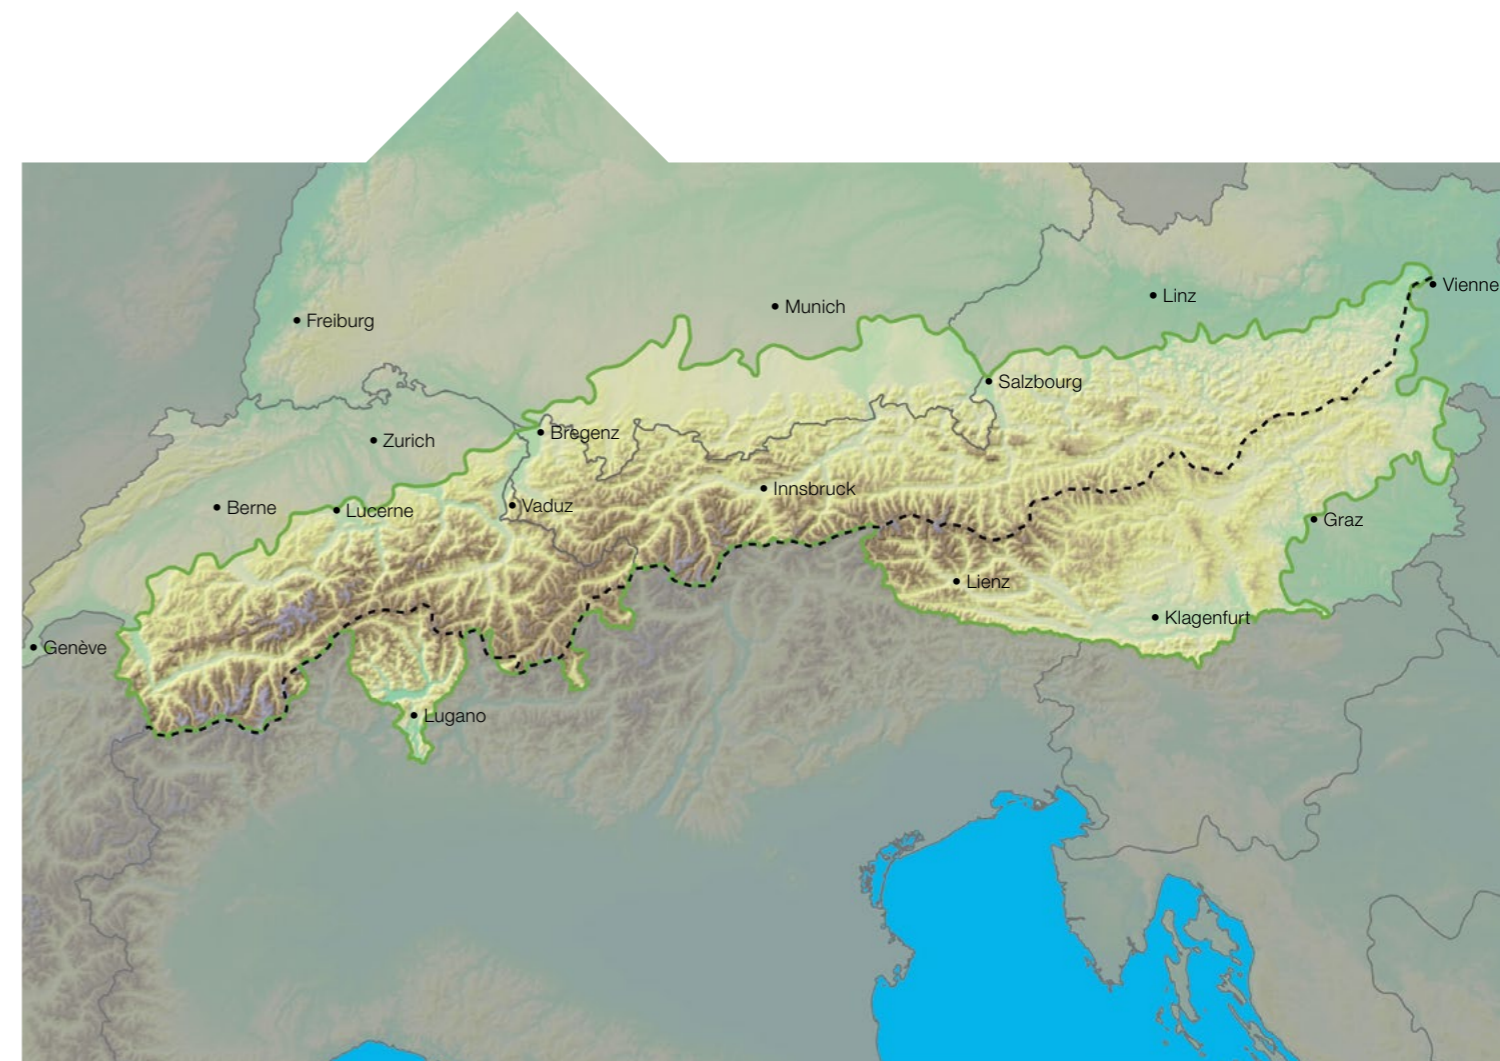 Vienne
Linz
Munich
Freiburg
Salzbourg
Bregenz
Zurich
Innsbruck
Vaduz
Berne
Lucerne
Graz
Lienz
Klagenfurt
Genève
Lugano